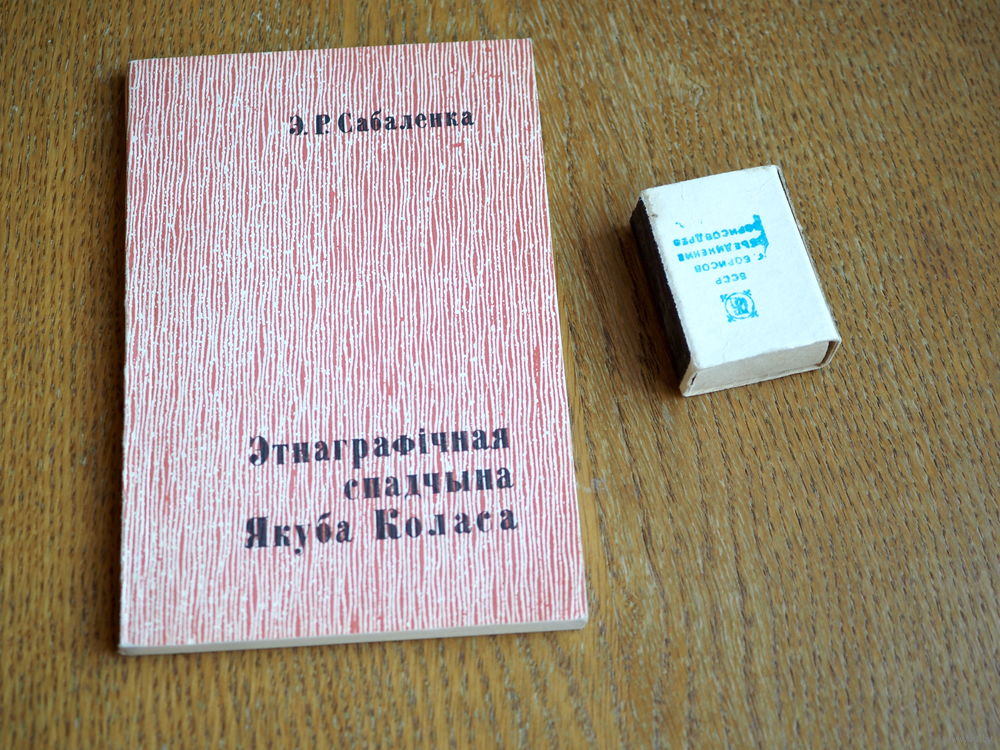 Э. Р. Сабаленка
Этнаграфічная
спадчына
Якуба Коласа
БССР
г. БОРИСОВ
ОБЪЕДИНЕНИЕ
БОРИСОВДРЕВ